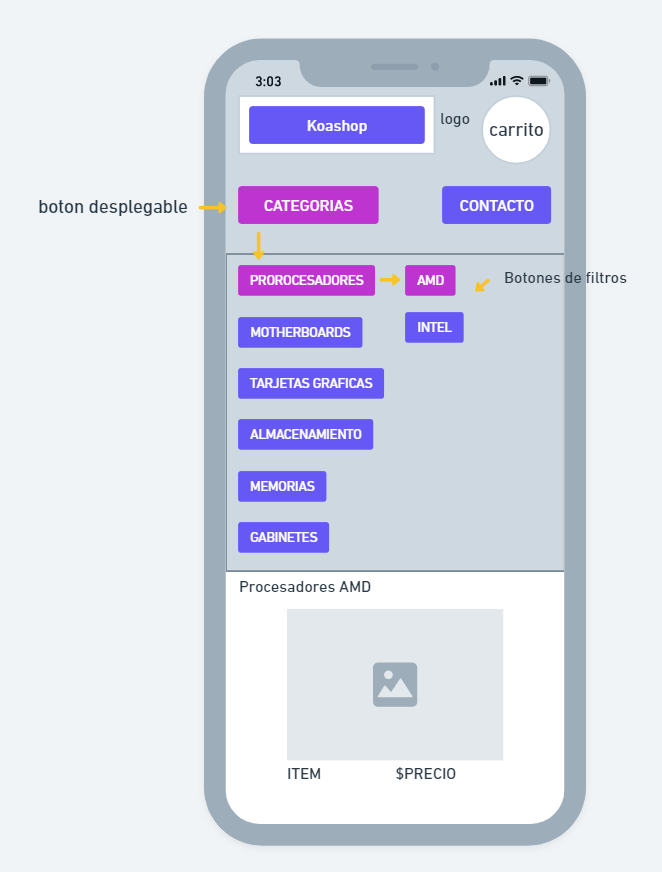 3:03
Koashop
logo
carrito
boton desplegable
CATEGORIAS
CONTACTO
PROROCESADORES
AMD
Botones de filtros
MOTHERBOARDS
INTEL
TARJETAS GRAFICAS
ALMACENAMIENTO
MEMORIAS
GABINETES
Procesadores AMD
ITEM
$PRECIO